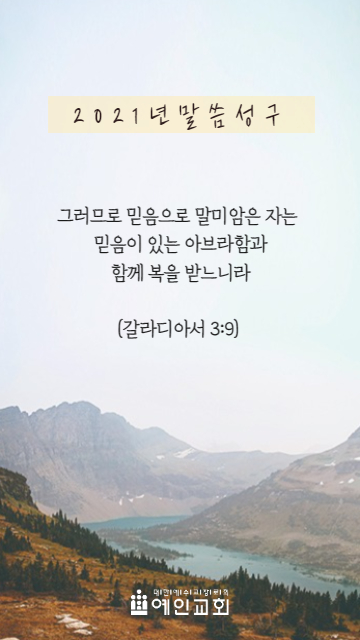 2021년말씀성구
그러므로 믿음으로 말미암은 자는
믿음이 있는 아브라함과
함께 복을 받느니라
(갈라디아서 3:9)
예인교회